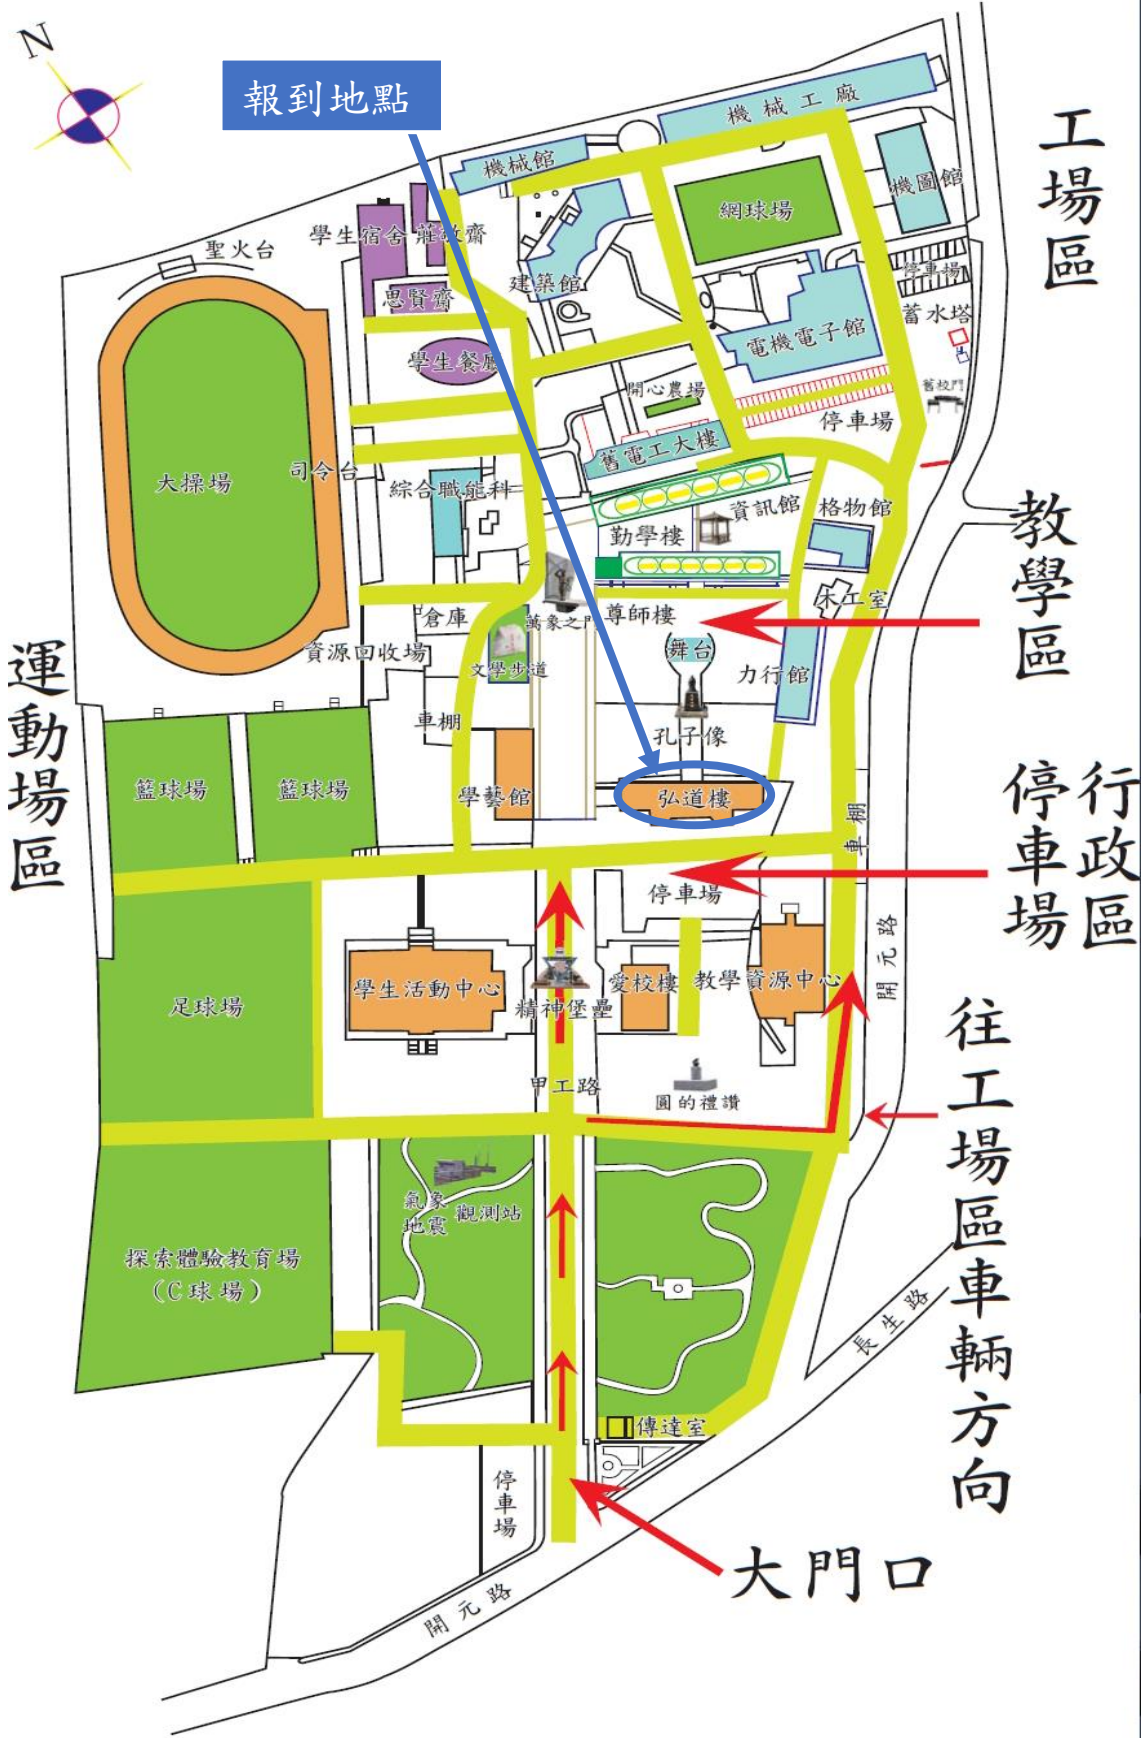 N
報到地點
機械工廠
機械館
機圖館
網球場
學生宿舍
莊敬齋
聖火台
建築館
思賢齋
停車場
蓄水塔
電機電子館
學生餐廳
開心農場
舊校門
停車場
舊電工大樓
大操場
司令台
綜合職能科
資訊館
格物館
勤學樓
木工室
倉庫
萬象之門
尊師樓
資源回收場
文學步道
舞台
力行館
車棚
孔子像
籃球場
籃球場
學藝館
弘道樓
車棚
停車場
開元路
學生活動中心
愛校樓
教學資源中心
足球場
精神堡壘
甲工路
圓的禮讚
氣象
地震
觀測站
探索體驗教育場
(C球場)
長生路
傳達室
停車場
開元路
大門口
工場區
教學區
行政區
停車場
往工場區車輛方向
運動場區